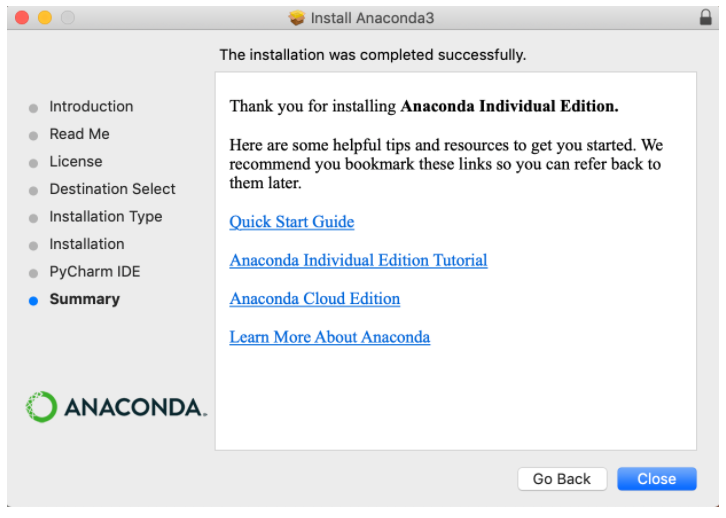 Install Anaconda3
The installation was completed successfully.
Introduction
Read Me
License
Destination Select
Installation Type
Installation
PyCharm IDE
Summary
Thank you for installing Anaconda Individual Edition.
Here are some helpful tips and resources to get you started. We
recommend you bookmark these links so you can refer back to
them later.
Quick Start Guide
Anaconda Individual Edition Tutorial
Anaconda Cloud Edition
Learn More About Anaconda
ANACONDA.
Go Back
Close